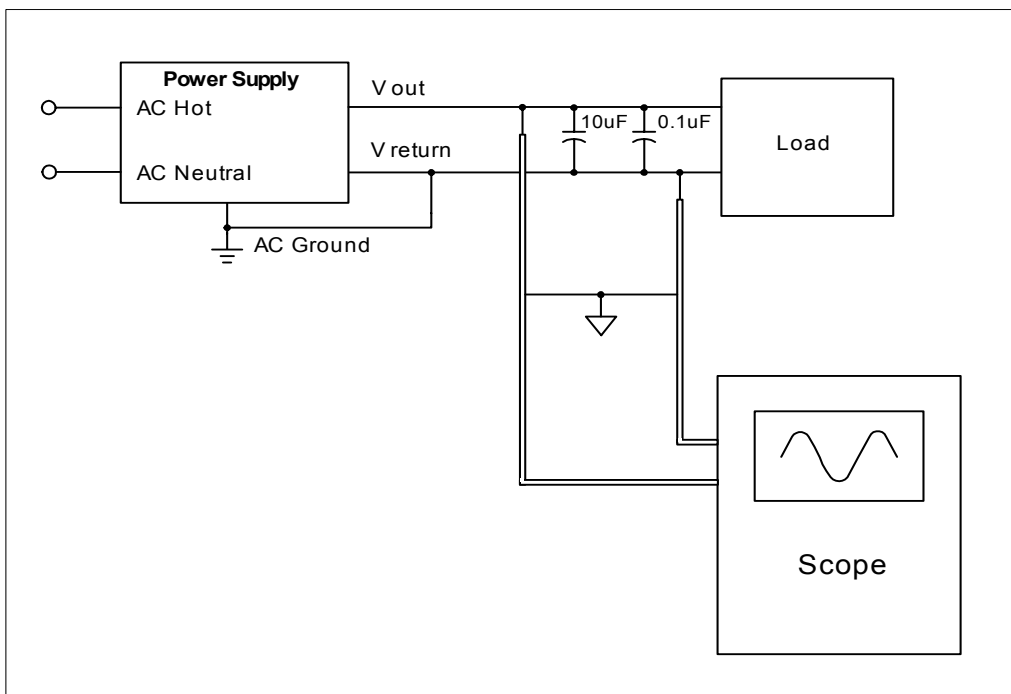 Power Supply
AC Hot
AC Neutral
V out
V return
AC Ground
10uF
0.1uF
Load
Scope